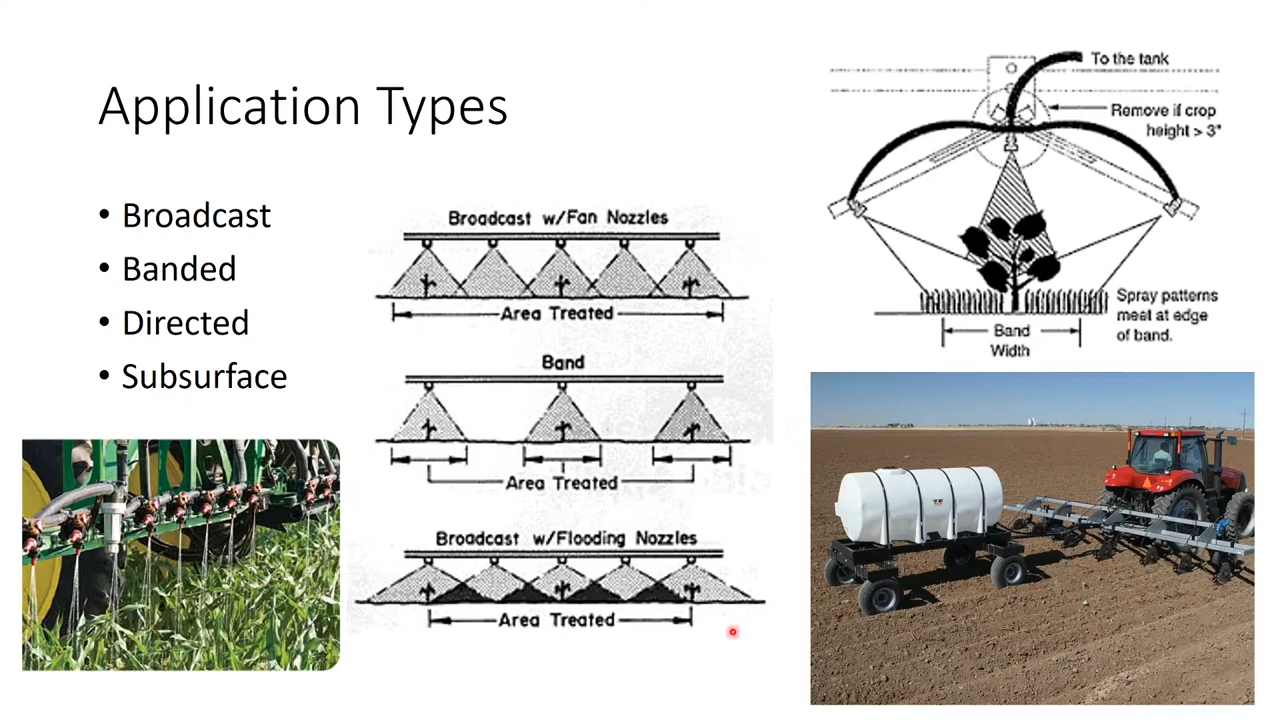 Application Types
• Broadcast
• Banded
• Directed
• Subsurface
Broadcast w/Fan Nozzles
Area Treated
Band
Area Treated
Broadcast w/Flooding Nozzles
Area Treated
To the tank
Remove if crop
height > 3"
Spray patterns
meet at edge
of band.
Band
Width